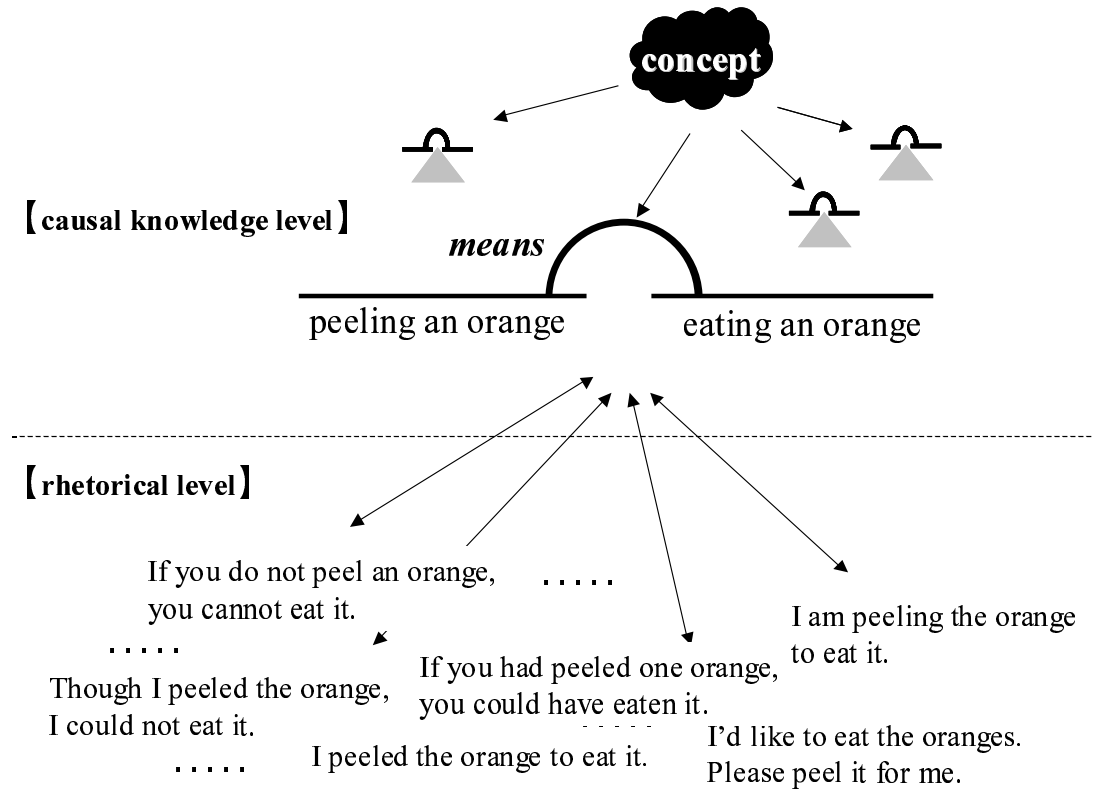 concept
【causal knowledge level】
means
peeling an orange
eating an orange
【rhetorical level】
If you do not peel an orange,
you cannot eat it.
.....
I am peeling the orange
to eat it.
.....
If you had peeled one orange,
you could have eaten it.
Though I peeled the orange,
I could not eat it.
.....
I'd like to eat the oranges.
Please peel it for me.
I peeled the orange to eat it.
.....